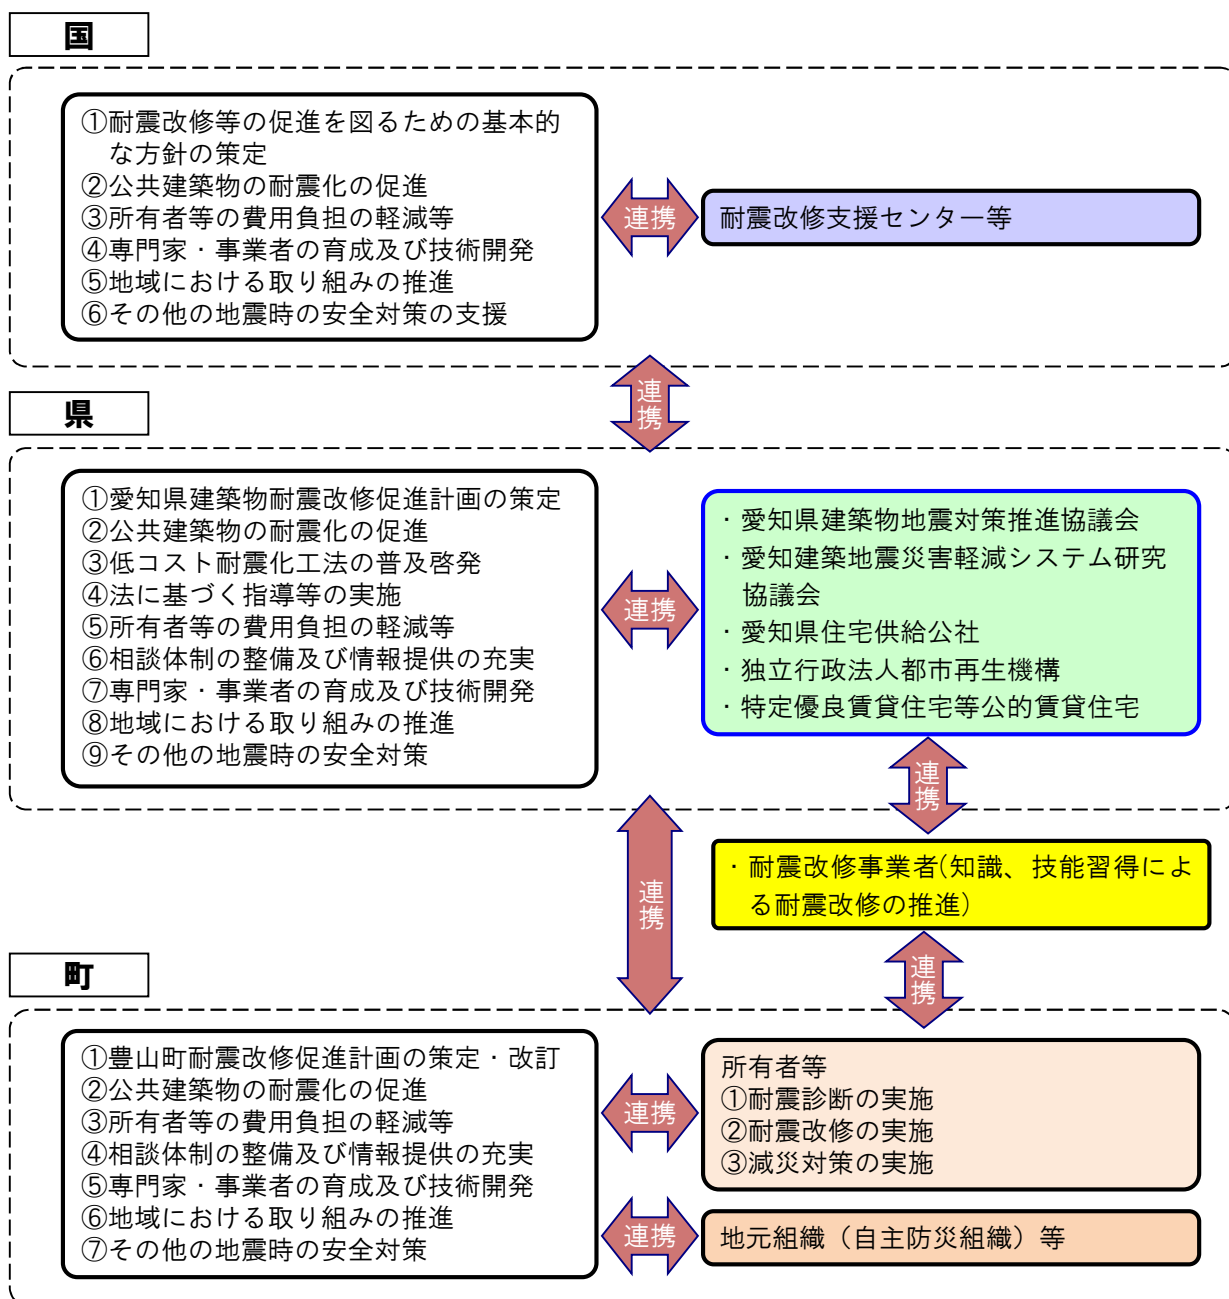 国
①耐震改修等の促進を図るための基本的
な方針の策定
②公共建築物の耐震化の促進
③所有者等の費用負担の軽減等
④専門家・事業者の育成及び技術開発
⑤地域における取り組みの推進
⑥その他の地震時の安全対策の支援
連携
耐震改修支援センター等
連携
県
①愛知県建築物耐震改修促進計画の策定
②公共建築物の耐震化の促進
③低コスト耐震化工法の普及啓発
④法に基づく指導等の実施
⑤所有者等の費用負担の軽減等
⑥相談体制の整備及び情報提供の充実
⑦専門家・事業者の育成及び技術開発
⑧地域における取り組みの推進
⑨その他の地震時の安全対策
連携
・愛知県建築物地震対策推進協議会
・愛知建築地震災害軽減システム研究
協議会
・愛知県住宅供給公社
・独立行政法人都市再生機構
・特定優良賃貸住宅等公的賃貸住宅
連携
連携
・耐震改修事業者(知識、技能習得によ
る耐震改修の推進)
連携
町
①豊山町耐震改修促進計画の策定・改訂
②公共建築物の耐震化の促進
③所有者等の費用負担の軽減等
④相談体制の整備及び情報提供の充実
⑤専門家・事業者の育成及び技術開発
⑥地域における取り組みの推進
⑦その他の地震時の安全対策
連携
所有者等
①耐震診断の実施
②耐震改修の実施
③減災対策の実施
連携
地元組織（自主防災組織）等